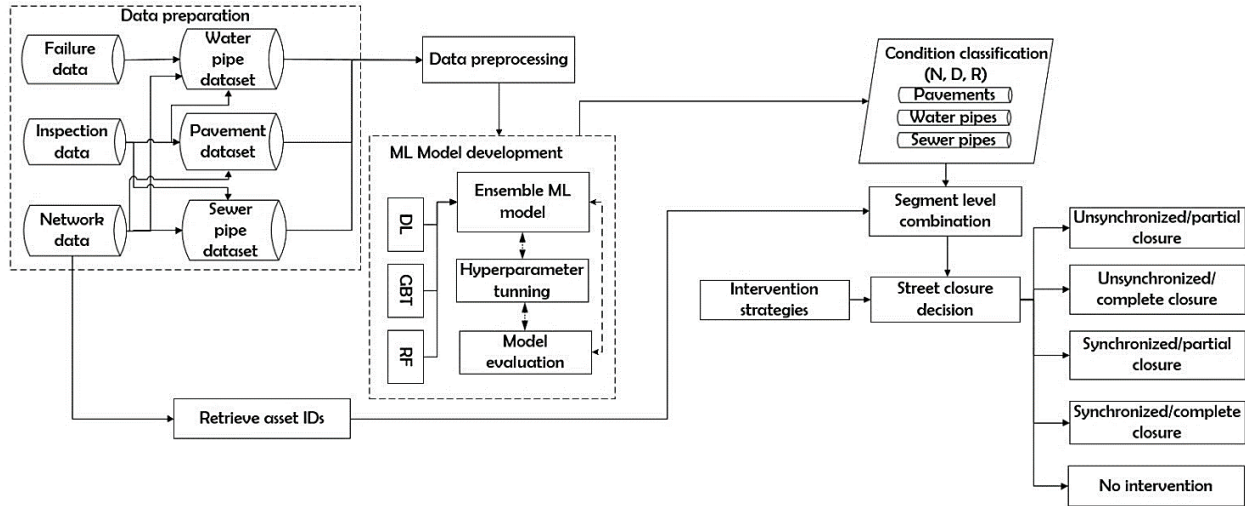 Data preparation
Failure
data
Water
pipe
dataset
Inspection
data
Pavement
dataset
Network
data
Sewer
pipe
dataset
Data preprocessing
ML Model development
DL
GBT
RF
Ensemble ML
model
Hyperparameter
tunning
Model
evaluation
Retrieve asset IDs
Condition classification
(N, D, R)
Pavements
Water pipes
Sewer pipes
Segment level
combination
Intervention
strategies
Street closure
decision
Unsynchronized/partial
closure
Unsynchronized/
complete closure
Synchronized/partial
closure
Synchronized/complete
closure
No intervention